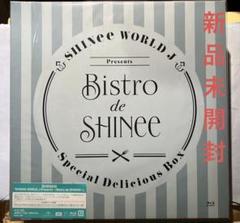 SHINee WORLD J
Presents
Bistro
de
SHINee
Special Delicious Box
新品未開封